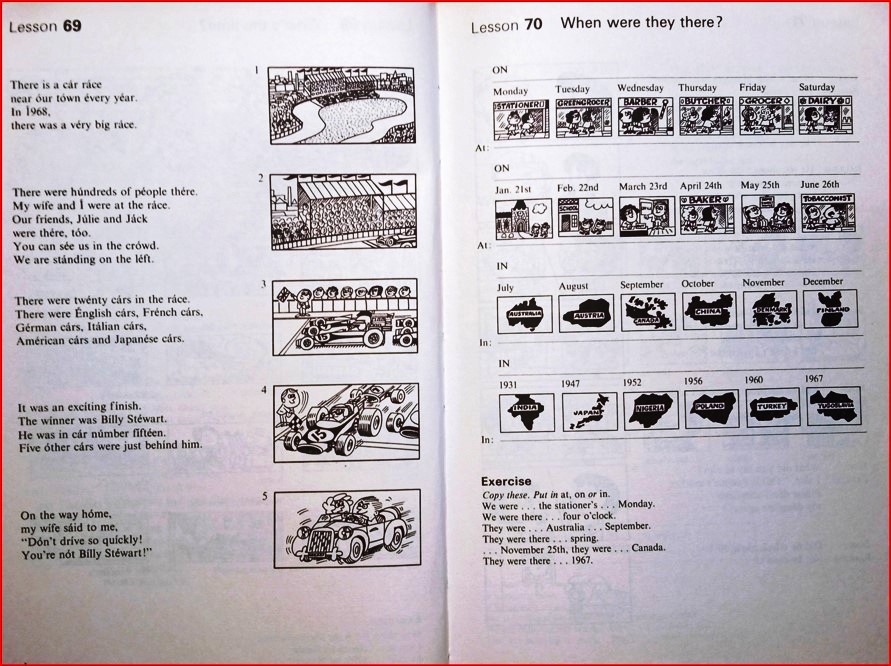 Lesson 69
1
There is a cár ráce
near óur tówn évery yéar.
In 1968,
there was a véry bíg ráce.
2
There were húndreds of péople thére.
My wífe and Í were at the ráce.
Our friends, Júlie and Jáck
were thére, tóo.
You can sée us in the crówd.
We are stánding on the léft.
3
There were twénty cárs in the ráce.
There were Énglish cárs, Frénch cárs,
Gérman cárs, Itálian cárs,
Américan cárs and Japanése cárs.
4
It was an excíting fínish.
The wínner was Bílly Stéwart.
He was in cár númber fiftéen.
Five óther cárs were just behínd him.
15
5
On the way hóme,
my wife sáid to me,
"Dón't dríve so quíckly!
You're nót Bílly Stéwart!"
Lesson 70 When were they there?
ON
Monday Tuesday Wednesday Thursday Friday Saturday
STATIONER GREENGROCER BARBER BUTCHER GROCER DAIRY
At:
ON
Jan. 21st Feb. 22nd March 23rd April 24th May 25th June 26th
SCHOOL BAKER TOBACCONIST
At:
IN
July August September October November December
AUSTRALIA AUSTRIA CANADA CHINA DENMARK FINLAND
In:
IN
1931 1947 1952 1956 1960 1967
INDIA JAPAN NIGERIA POLAND TURKEY YUGOSLAVIA
In:
Exercise
Copy these. Put in at, on or in.
We were . . . the stationer's . . . Monday.
We were there . . . four o'clock.
They were . . . Australia . . . September.
They were there . . . spring.
. . . November 25th, they were . . . Canada.
They were there . . . 1967.